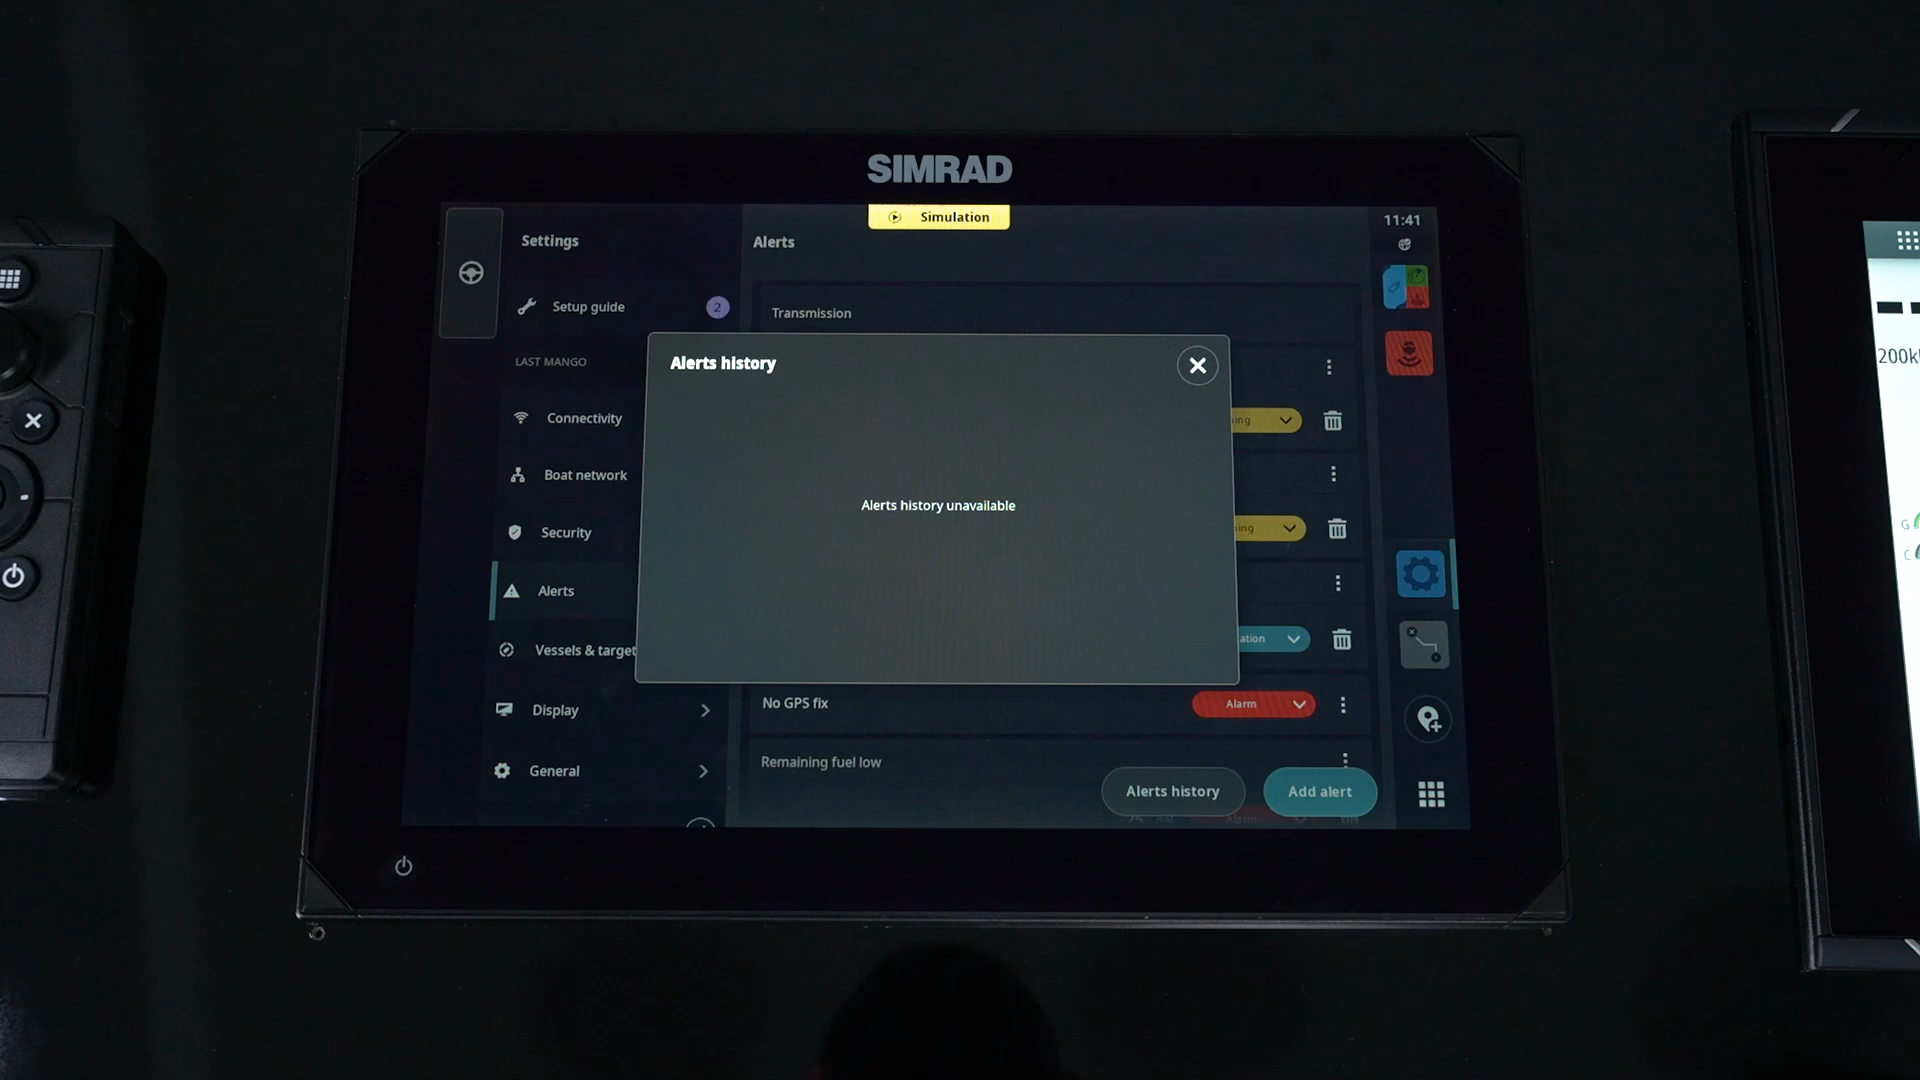 SIMRAD
Simulation
11:41
Settings
Alerts
Setup guide
2
Transmission
LAST MANGO
Alerts history
Connectivity
Boat network
Alerts history unavailable
Security
Alerts
Vessels & target
Display
No GPS fix
Alarm
General
Remaining fuel low
Alerts history
Add alert
200k
G
C